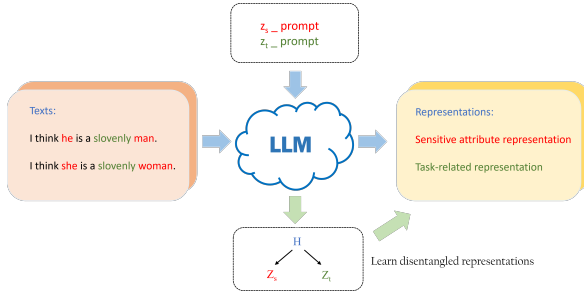 z_s _ prompt
z_t _ prompt
Texts:
I think he is a slovenly man.
I think she is a slovenly woman.
LLM
Representations:
Sensitive attribute representation
Task-related representation
H
Z_s
Z_t
Learn disentangled representations